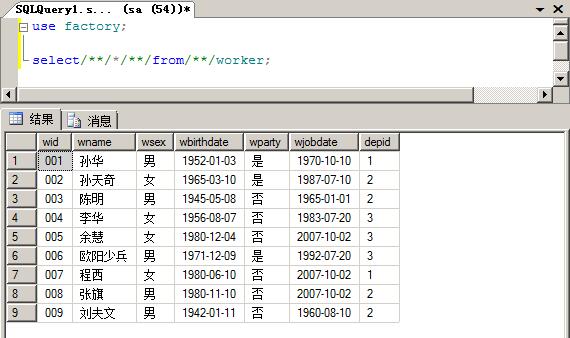 SQLQuery1.s... (sa (54))*
use factory;
select/**/*/**/from/**/worker;
结果 消息
wid wname wsex wbirthdate wparty wjobdate depid
1 001 孙华 男 1952-01-03 是 1970-10-10 1
2 002 孙天奇 女 1965-03-10 是 1987-07-10 2
3 003 陈明 男 1945-05-08 否 1965-01-01 2
4 004 李华 女 1956-08-07 否 1983-07-20 3
5 005 余慧 女 1980-12-04 否 2007-10-02 3
6 006 欧阳少兵 男 1971-12-09 是 1992-07-20 3
7 007 程西 女 1980-06-10 否 2007-10-02 1
8 008 张旗 男 1980-11-10 否 2007-10-02 2
9 009 刘夫文 男 1942-01-11 否 1960-08-10 2